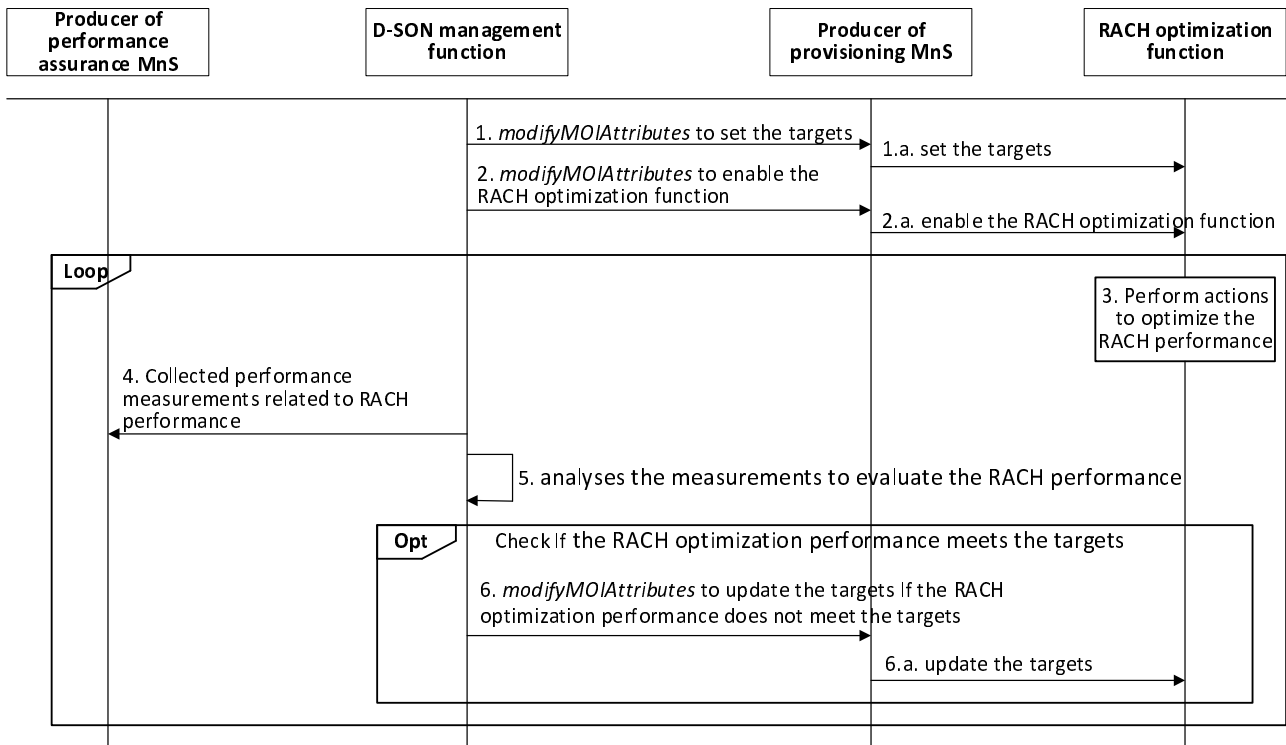 Producer of
performance
assurance MnS
D-SON management
function
Producer of
provisioning MnS
RACH optimization
function
1. modifyMOIAttributes to set the targets
1.a. set the targets
2. modifyMOIAttributes to enable the
RACH optimization function
2.a. enable the RACH optimization function
Loop
3. Perform actions
to optimize the
RACH performance
4. Collected performance
measurements related to RACH
performance
5. analyses the measurements to evaluate the RACH performance
Opt
Check If the RACH optimization performance meets the targets
6. modifyMOIAttributes to update the targets If the RACH
optimization performance does not meet the targets
6.a. update the targets